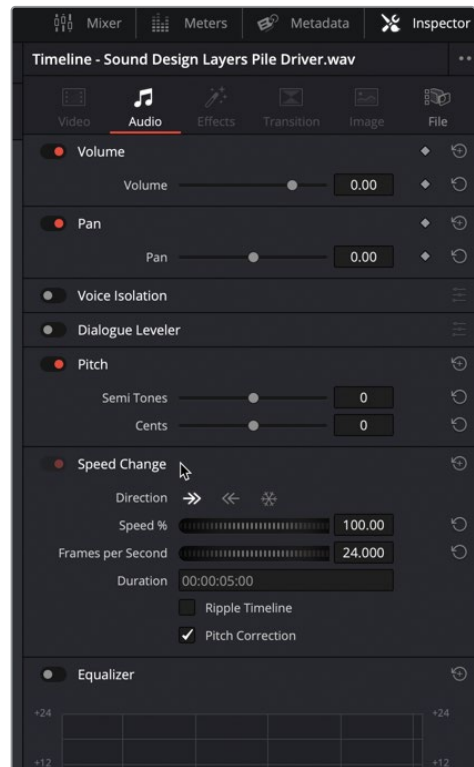 Mixer Meters Metadata Inspector
Timeline - Sound Design Layers Pile Driver.wav
Video Audio Effects Transition Image File
Volume
Volume 0.00
Pan
Pan 0.00
Voice Isolation
Dialogue Leveler
Pitch
Semi Tones 0
Cents 0
Speed Change
Direction
Speed % 100.00
Frames per Second 24.000
Duration 00:00:05:00
Ripple Timeline
Pitch Correction
Equalizer
+24 +24
+12 +12